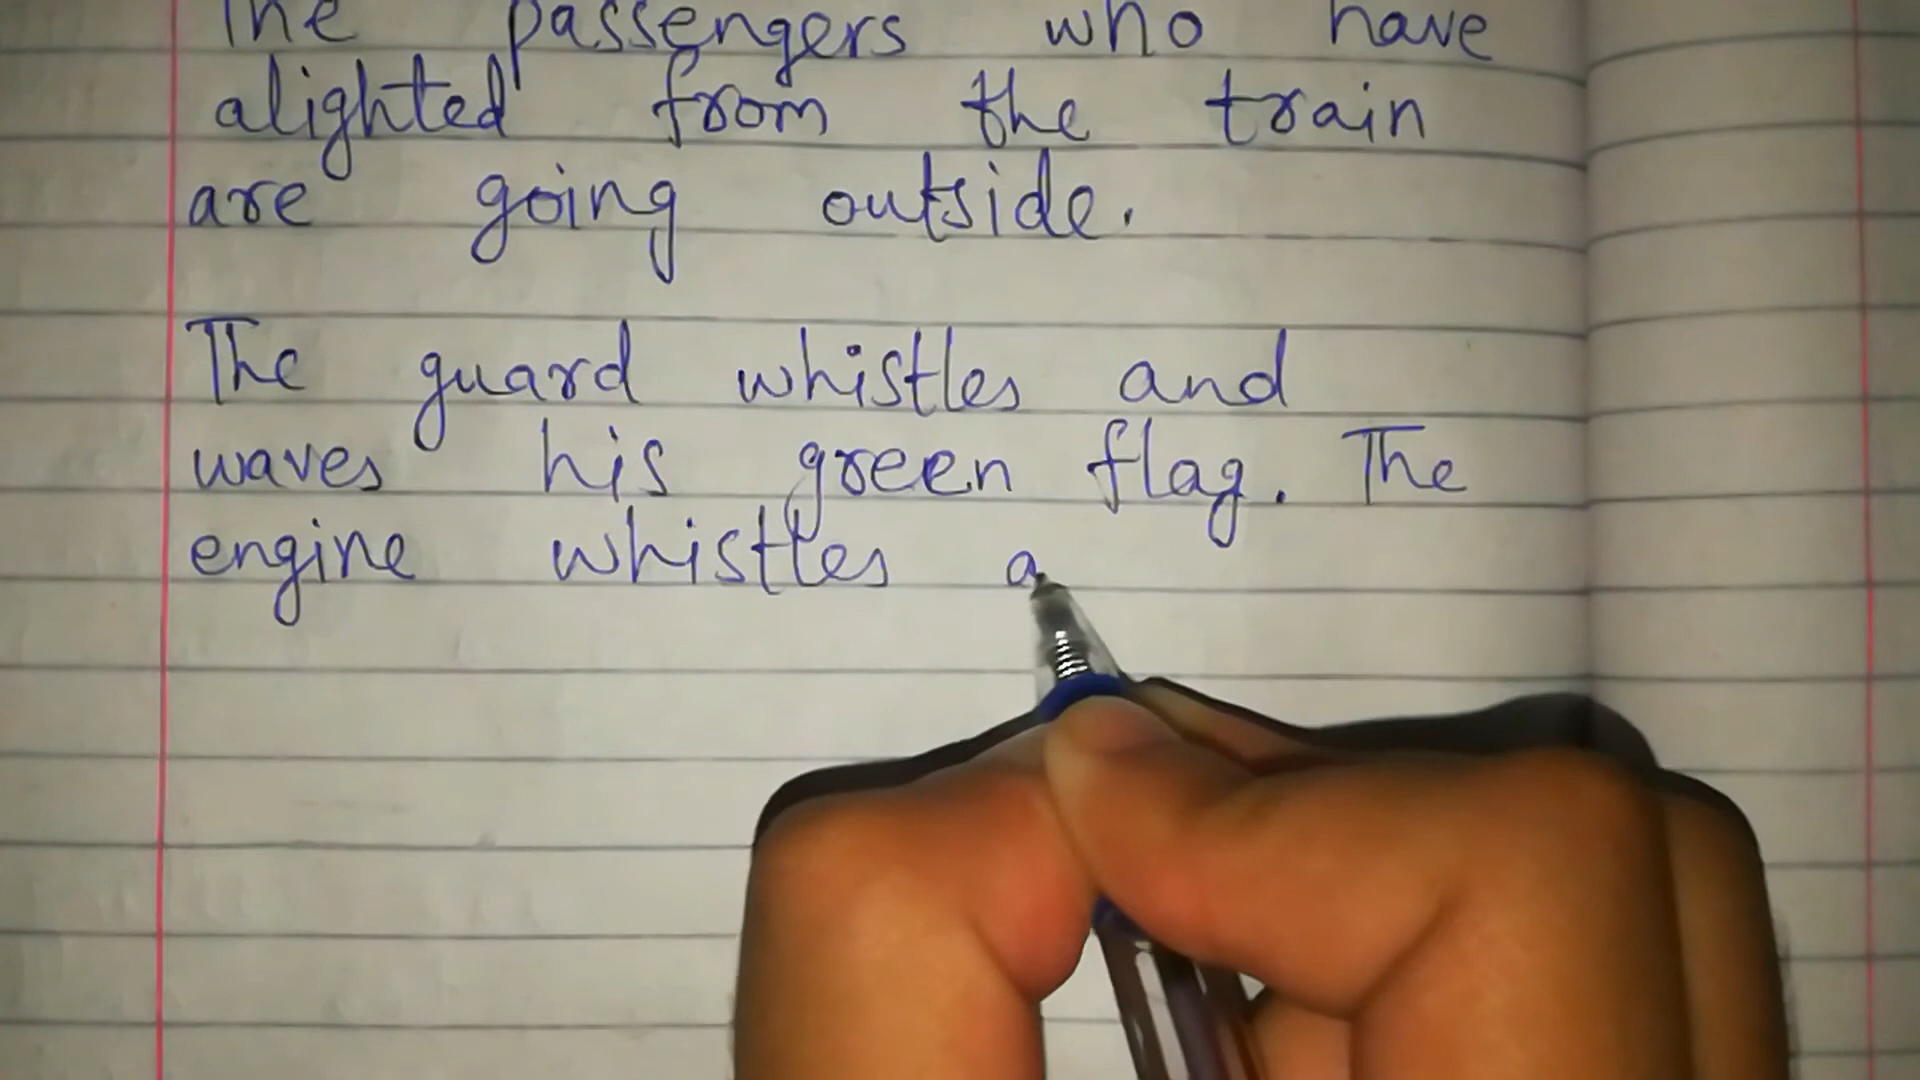 The passengers who have
alighted from the train
are going outside.
The guard whistles and
waves his green flag. The
engine whistles a